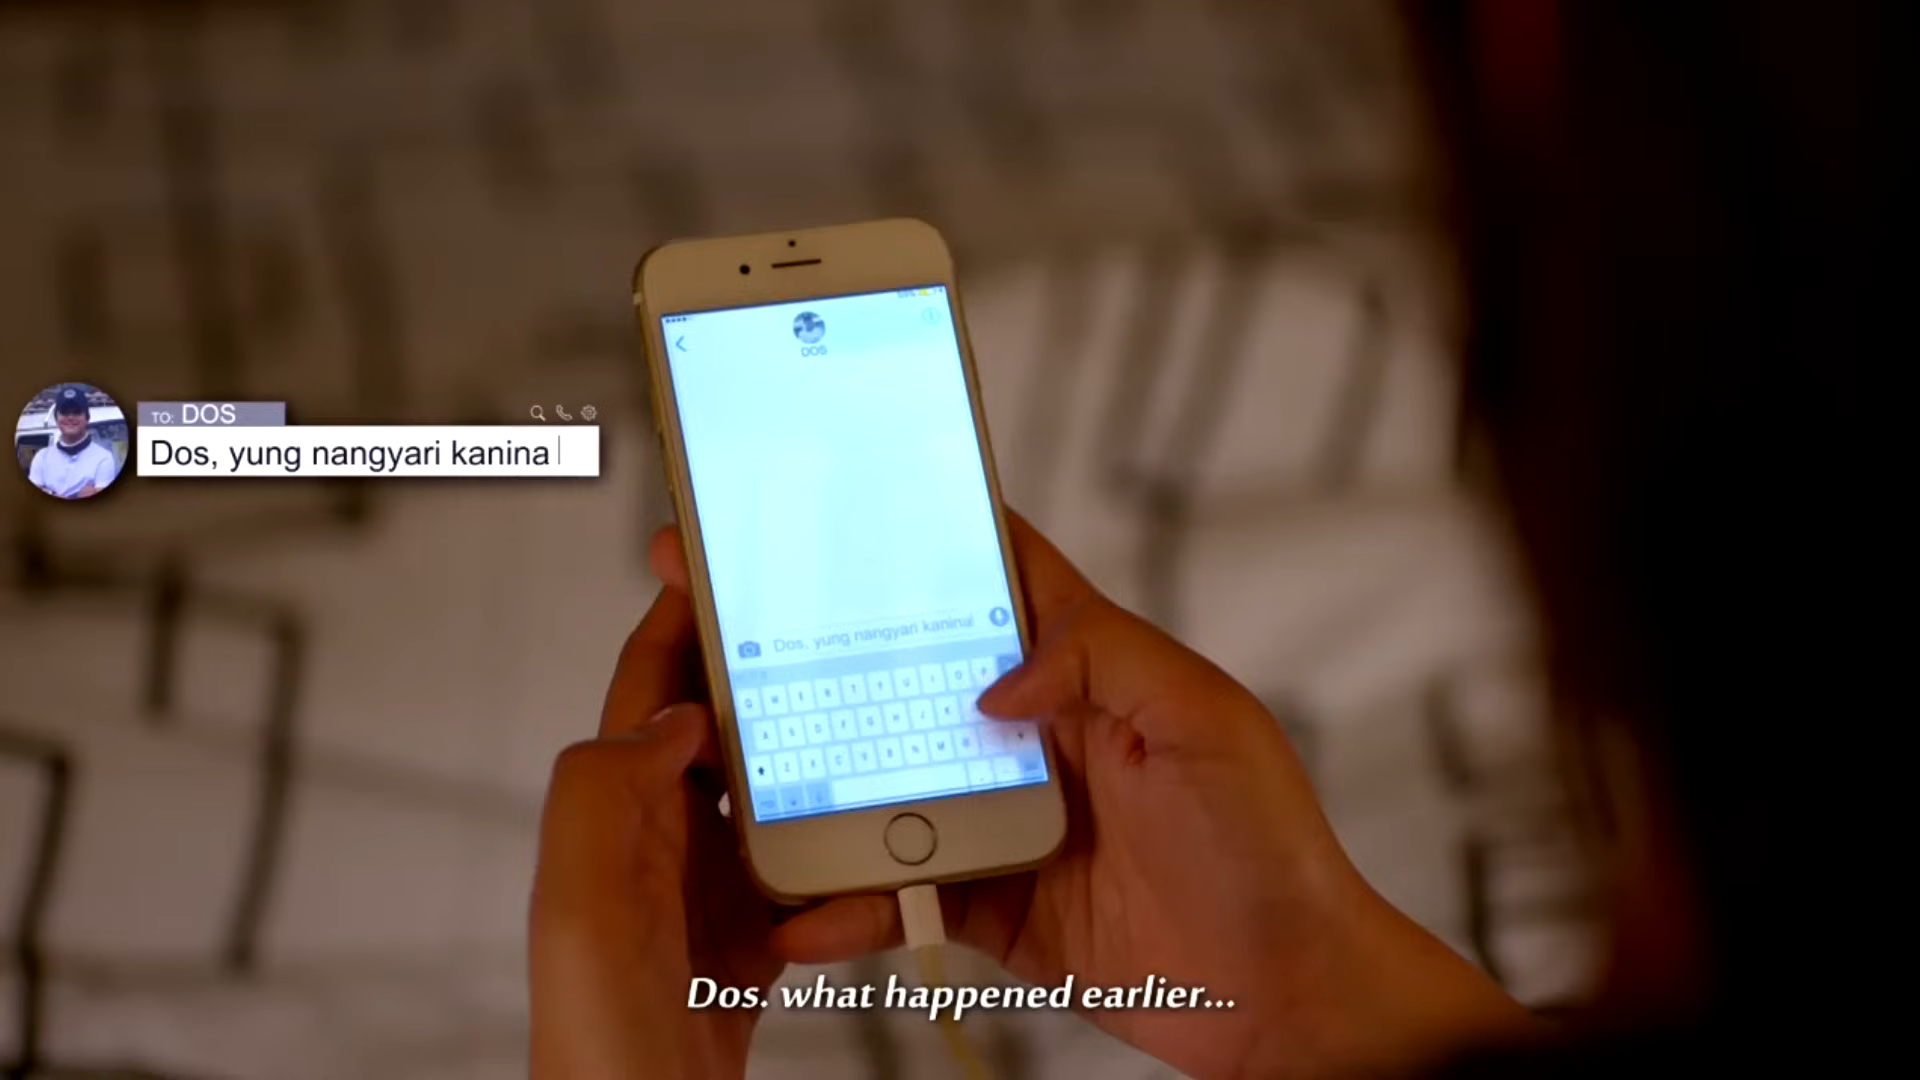 DOS
TO: DOS
Dos, yung nangyari kanina
Dos, yung nangyari kanina
Q W E R T Y U I O P
A S D F G H J K
Z X C V B N M
Dos. what happened earlier...